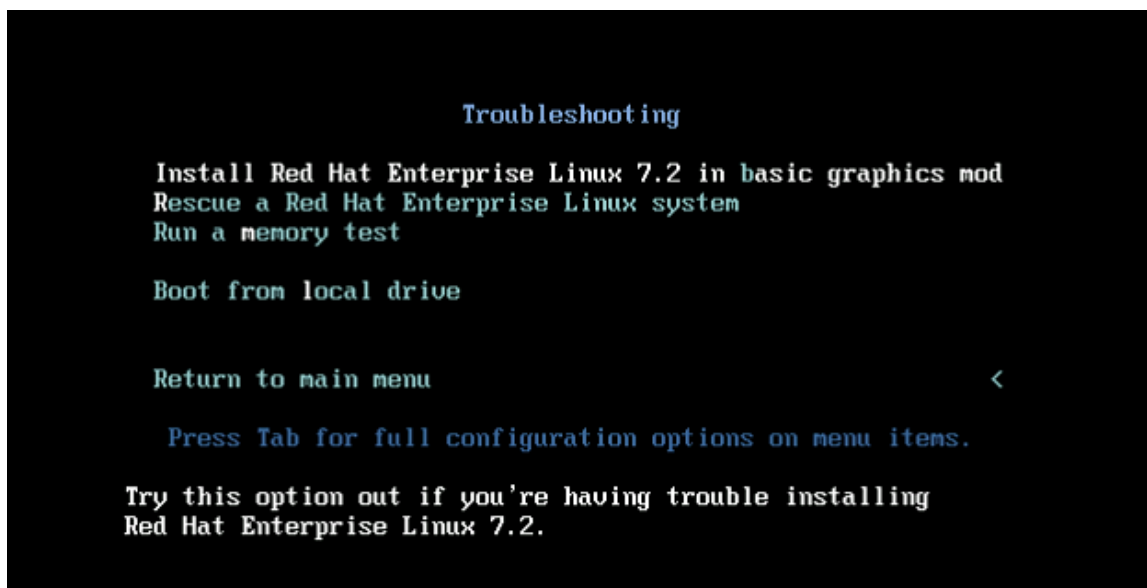 Troubleshooting
Install Red Hat Enterprise Linux 7.2 in basic graphics mod
Rescue a Red Hat Enterprise Linux system
Run a memory test
Boot from local drive
Return to main menu <
Press Tab for full configuration options on menu items.
Try this option out if you're having trouble installing
Red Hat Enterprise Linux 7.2.